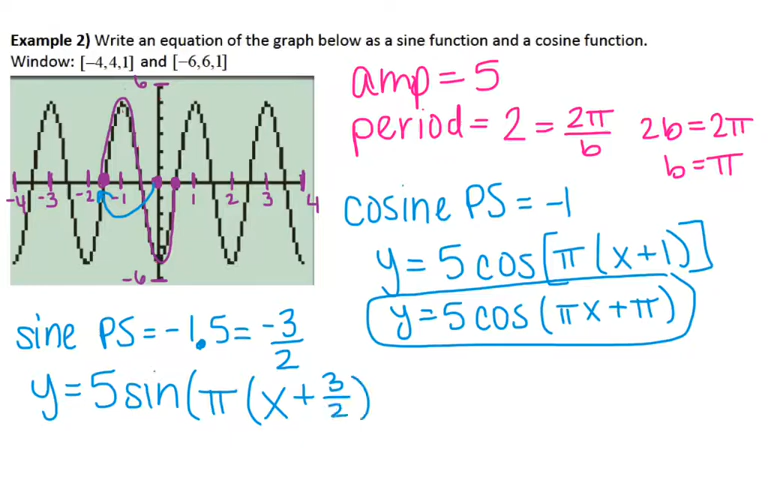 Example 2) Write an equation of the graph below as a sine function and a cosine function.
Window: [−4,4,1] and [−6,6,1]
amp = 5
period = 2 = 2π/b 2b = 2π
b = π
6
-4 -3 -2 -1 1 2 3 4
-6
cosine PS = -1
y = 5 cos[π(x+1)]
y = 5 cos (πx + π)
sine PS = -1.5 = -3/2
y = 5 sin(π(x + 3/2)